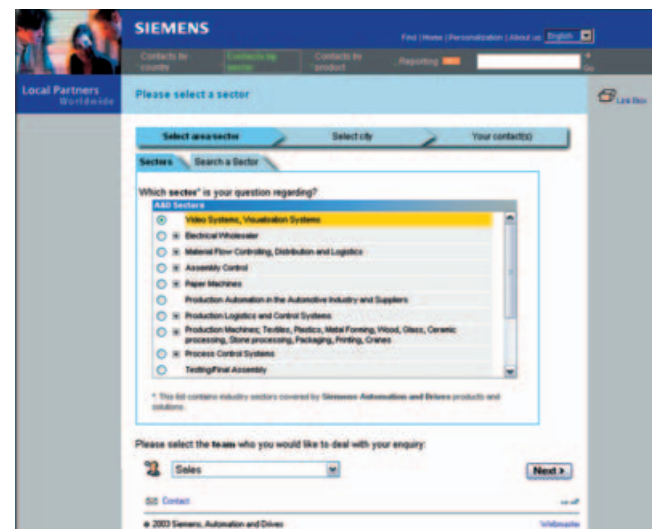 SIEMENS
Find | Home | Personalization | About us English
Contacts by country
Contacts by sector
Contacts by product
Reporting
Go
Local Partners
Worldwide
Please select a sector
Link Box
Select area/sector Select city Your contact(s)
Sectors Search a Sector
Which sector* is your question regarding?
A&D Sectors
Video Systems, Visualisation Systems
Electrical Wholesaler
Material Flow Controlling, Distribution and Logistics
Assembly Control
Paper Machines
Production Automation in the Automotive Industry and Suppliers
Production Logistics and Control Systems
Production Machines; Textiles, Plastics, Metal Forming, Wood, Glass, Ceramic
processing, Stone processing, Packaging, Printing, Cranes
Process Control Systems
Testing/Final Assembly
* This list contains industry sectors covered by Siemens Automation and Drives products and
solutions.
Please select the team who you would like to deal with your enquiry:
Sales
Next >
Contact
© 2003 Siemens, Automation and Drives
Webmaster